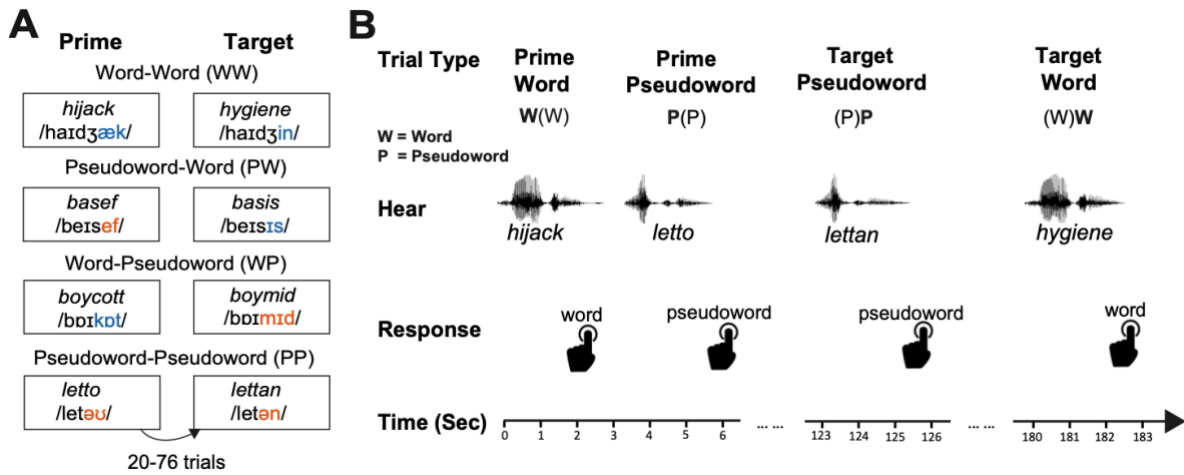 A
Prime Target
Word-Word (WW)
hijack hygiene
/haɪdʒæk/ /haɪdʒin/
Pseudoword-Word (PW)
basef basis
/beɪsef/ /beɪsɪs/
Word-Pseudoword (WP)
boycott boymid
/bɒɪkɒt/ /bɒɪmɪd/
Pseudoword-Pseudoword (PP)
letto lettan
/letəʊ/ /letən/
20-76 trials
B
Trial Type
Prime Word
Prime Pseudoword
Target Pseudoword
Target Word
W(W) P(P) (P)P (W)W
W = Word
P = Pseudoword
Hear
hijack letto lettan hygiene
Response
word pseudoword pseudoword word
Time (Sec)
0 1 2 3 4 5 6 ... ... 123 124 125 126 ... ... 180 181 182 183